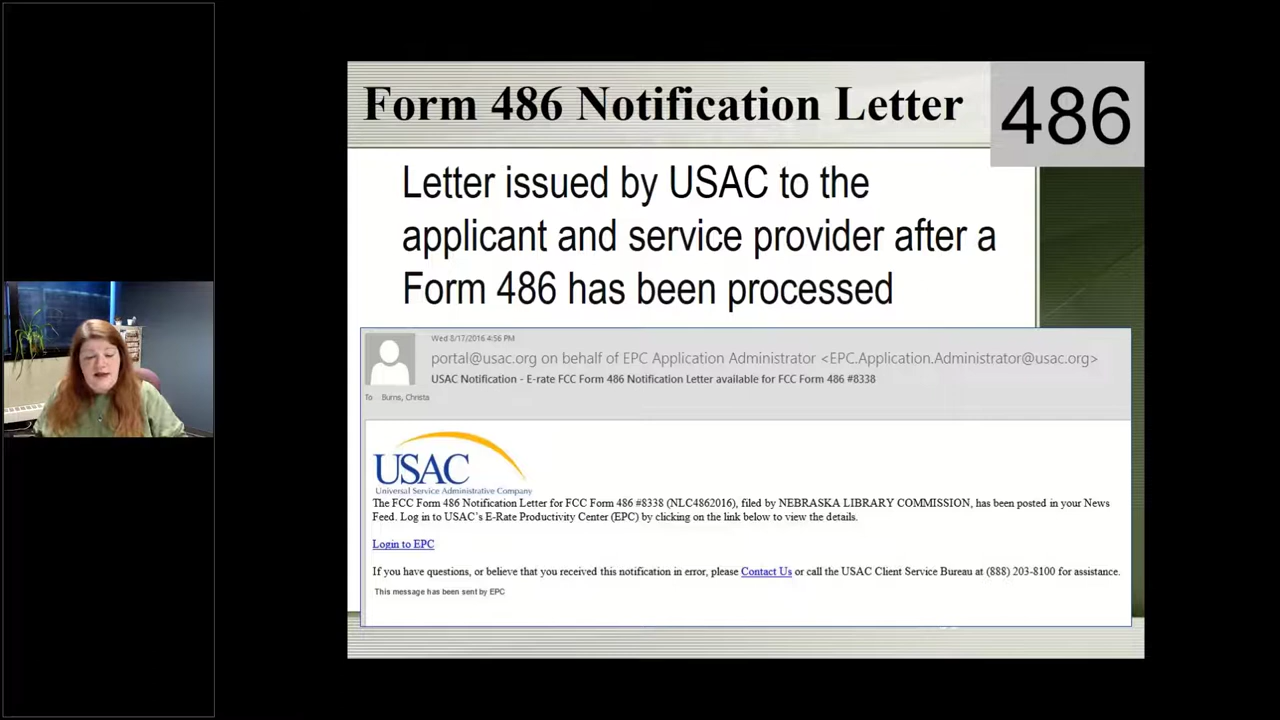 Form 486 Notification Letter
486
Letter issued by USAC to the
applicant and service provider after a
Form 486 has been processed
Wed 8/17/2016 4:56 PM
portal@usac.org on behalf of EPC Application Administrator <EPC.Application.Administrator@usac.org>
USAC Notification - E-rate FCC Form 486 Notification Letter available for FCC Form 486 #8338
To Burns, Christa
USAC
Universal Service Administrative Company
The FCC Form 486 Notification Letter for FCC Form 486 #8338 (NLC4862016), filed by NEBRASKA LIBRARY COMMISSION, has been posted in your News
Feed. Log in to USAC's E-Rate Productivity Center (EPC) by clicking on the link below to view the details.
Login to EPC
If you have questions, or believe that you received this notification in error, please Contact Us or call the USAC Client Service Bureau at (888) 203-8100 for assistance.
This message has been sent by EPC